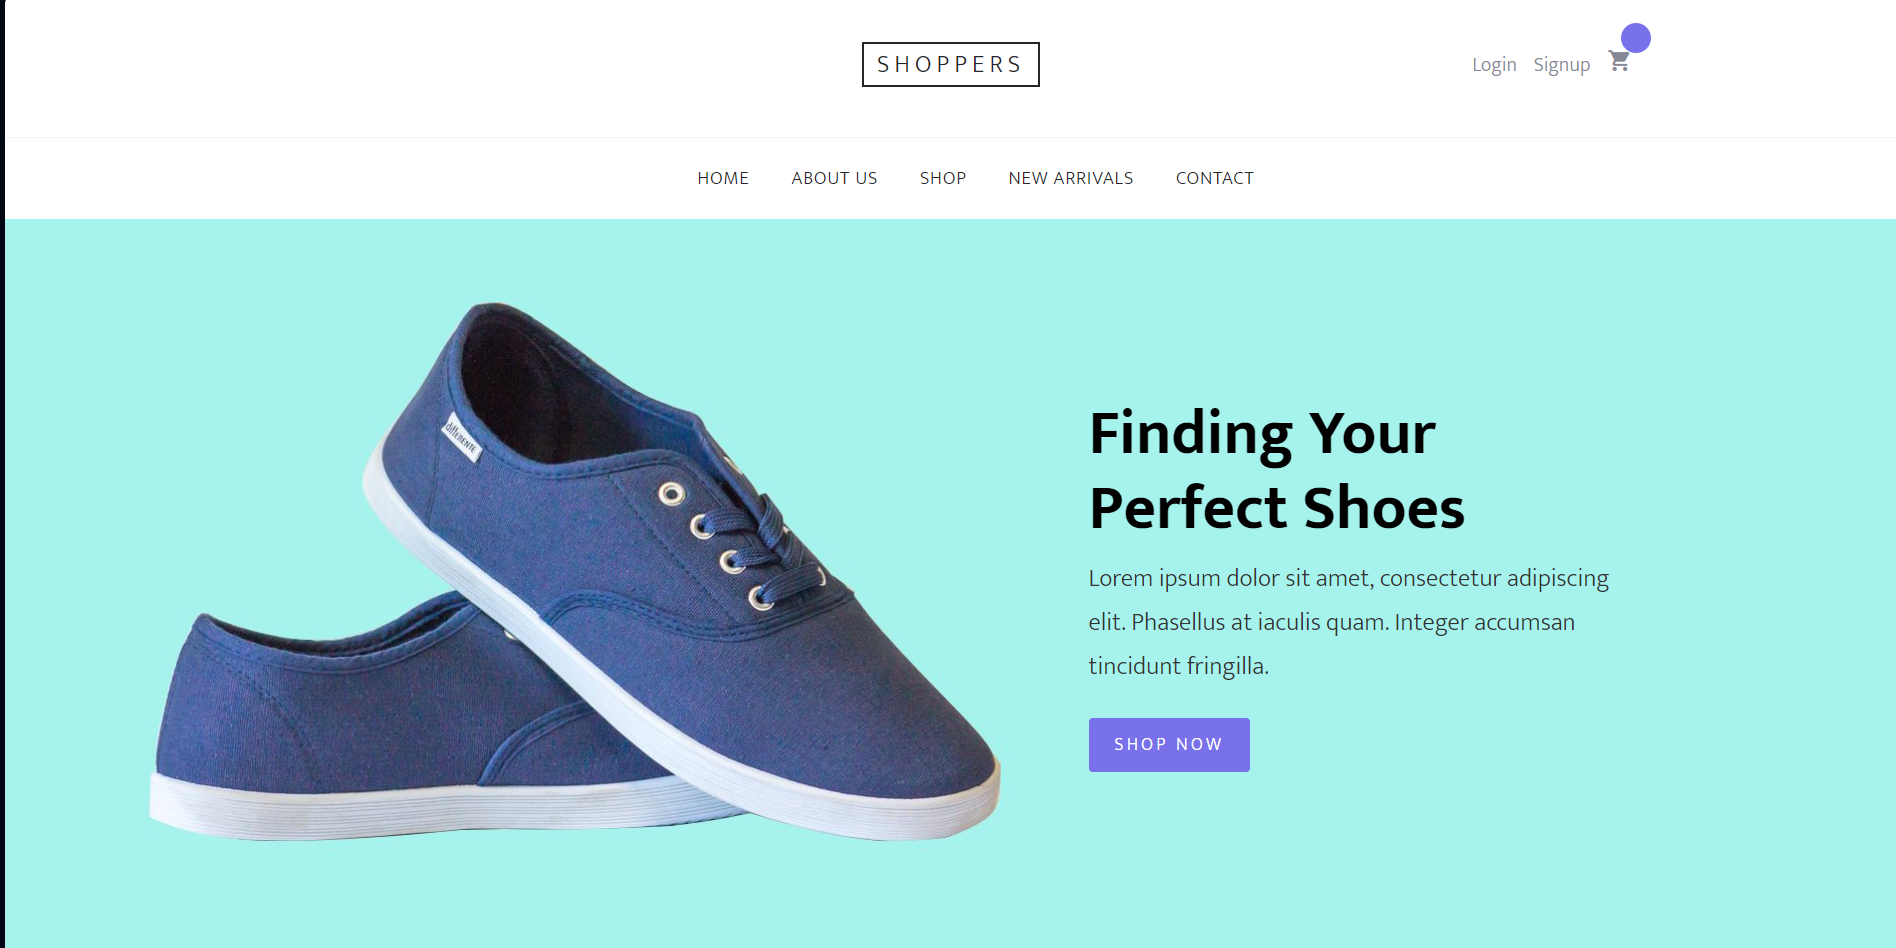 SHOPPERS
Login Signup
HOME ABOUT US SHOP NEW ARRIVALS CONTACT
differente
Finding Your
Perfect Shoes
Lorem ipsum dolor sit amet, consectetur adipiscing
elit. Phasellus at iaculis quam. Integer accumsan
tincidunt fringilla.
SHOP NOW